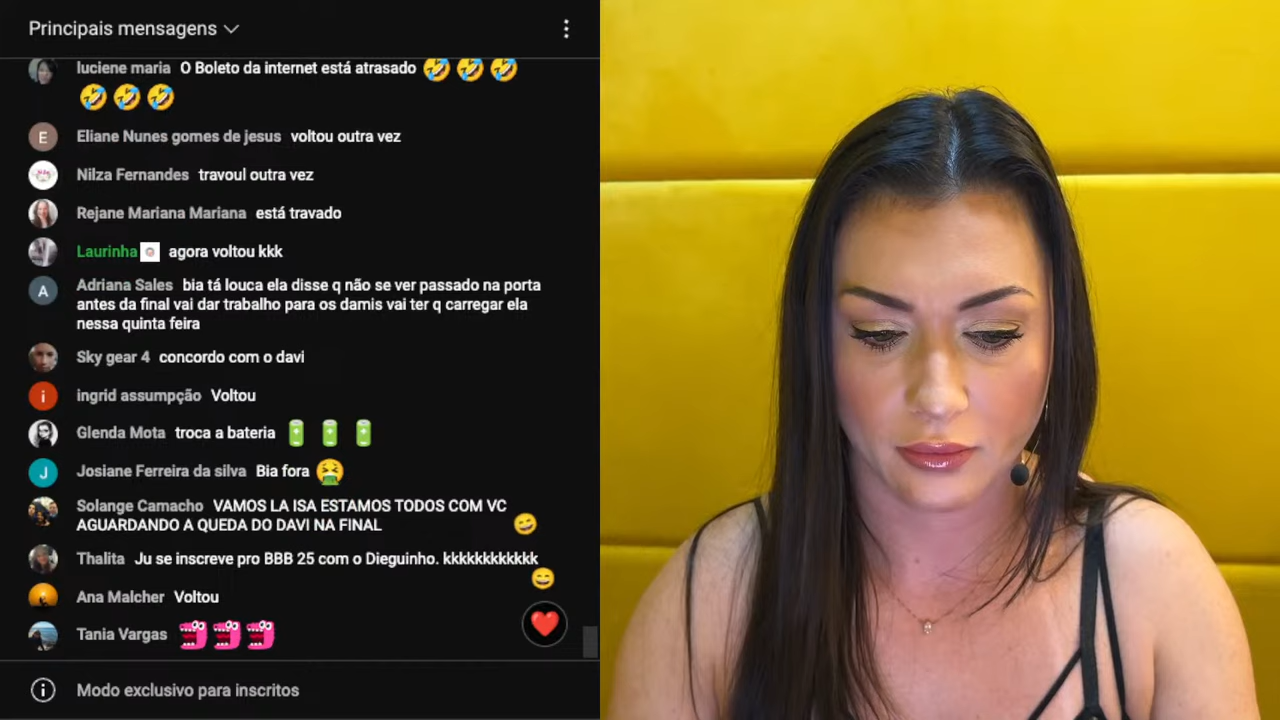 Principais mensagens
luciene maria O Boleto da internet está atrasado 🤣 🤣 🤣
🤣 🤣 🤣
E Eliane Nunes gomes de jesus voltou outra vez
Nilza Fernandes travoul outra vez
Rejane Mariana Mariana está travado
Laurinha agora voltou kkk
A Adriana Sales bia tá louca ela disse q não se ver passado na porta
antes da final vai dar trabalho para os damis vai ter q carregar ela
nessa quinta feira
Sky gear 4 concordo com o davi
i ingrid assumpção Voltou
Glenda Mota troca a bateria 🔋 🔋 🔋
J Josiane Ferreira da silva Bia fora 🤮
Solange Camacho VAMOS LA ISA ESTAMOS TODOS COM VC
AGUARDANDO A QUEDA DO DAVI NA FINAL
Thalita Ju se inscreve pro BBB 25 com o Dieguinho. kkkkkkkkkkkk
Ana Malcher Voltou
Tania Vargas
Modo exclusivo para inscritos